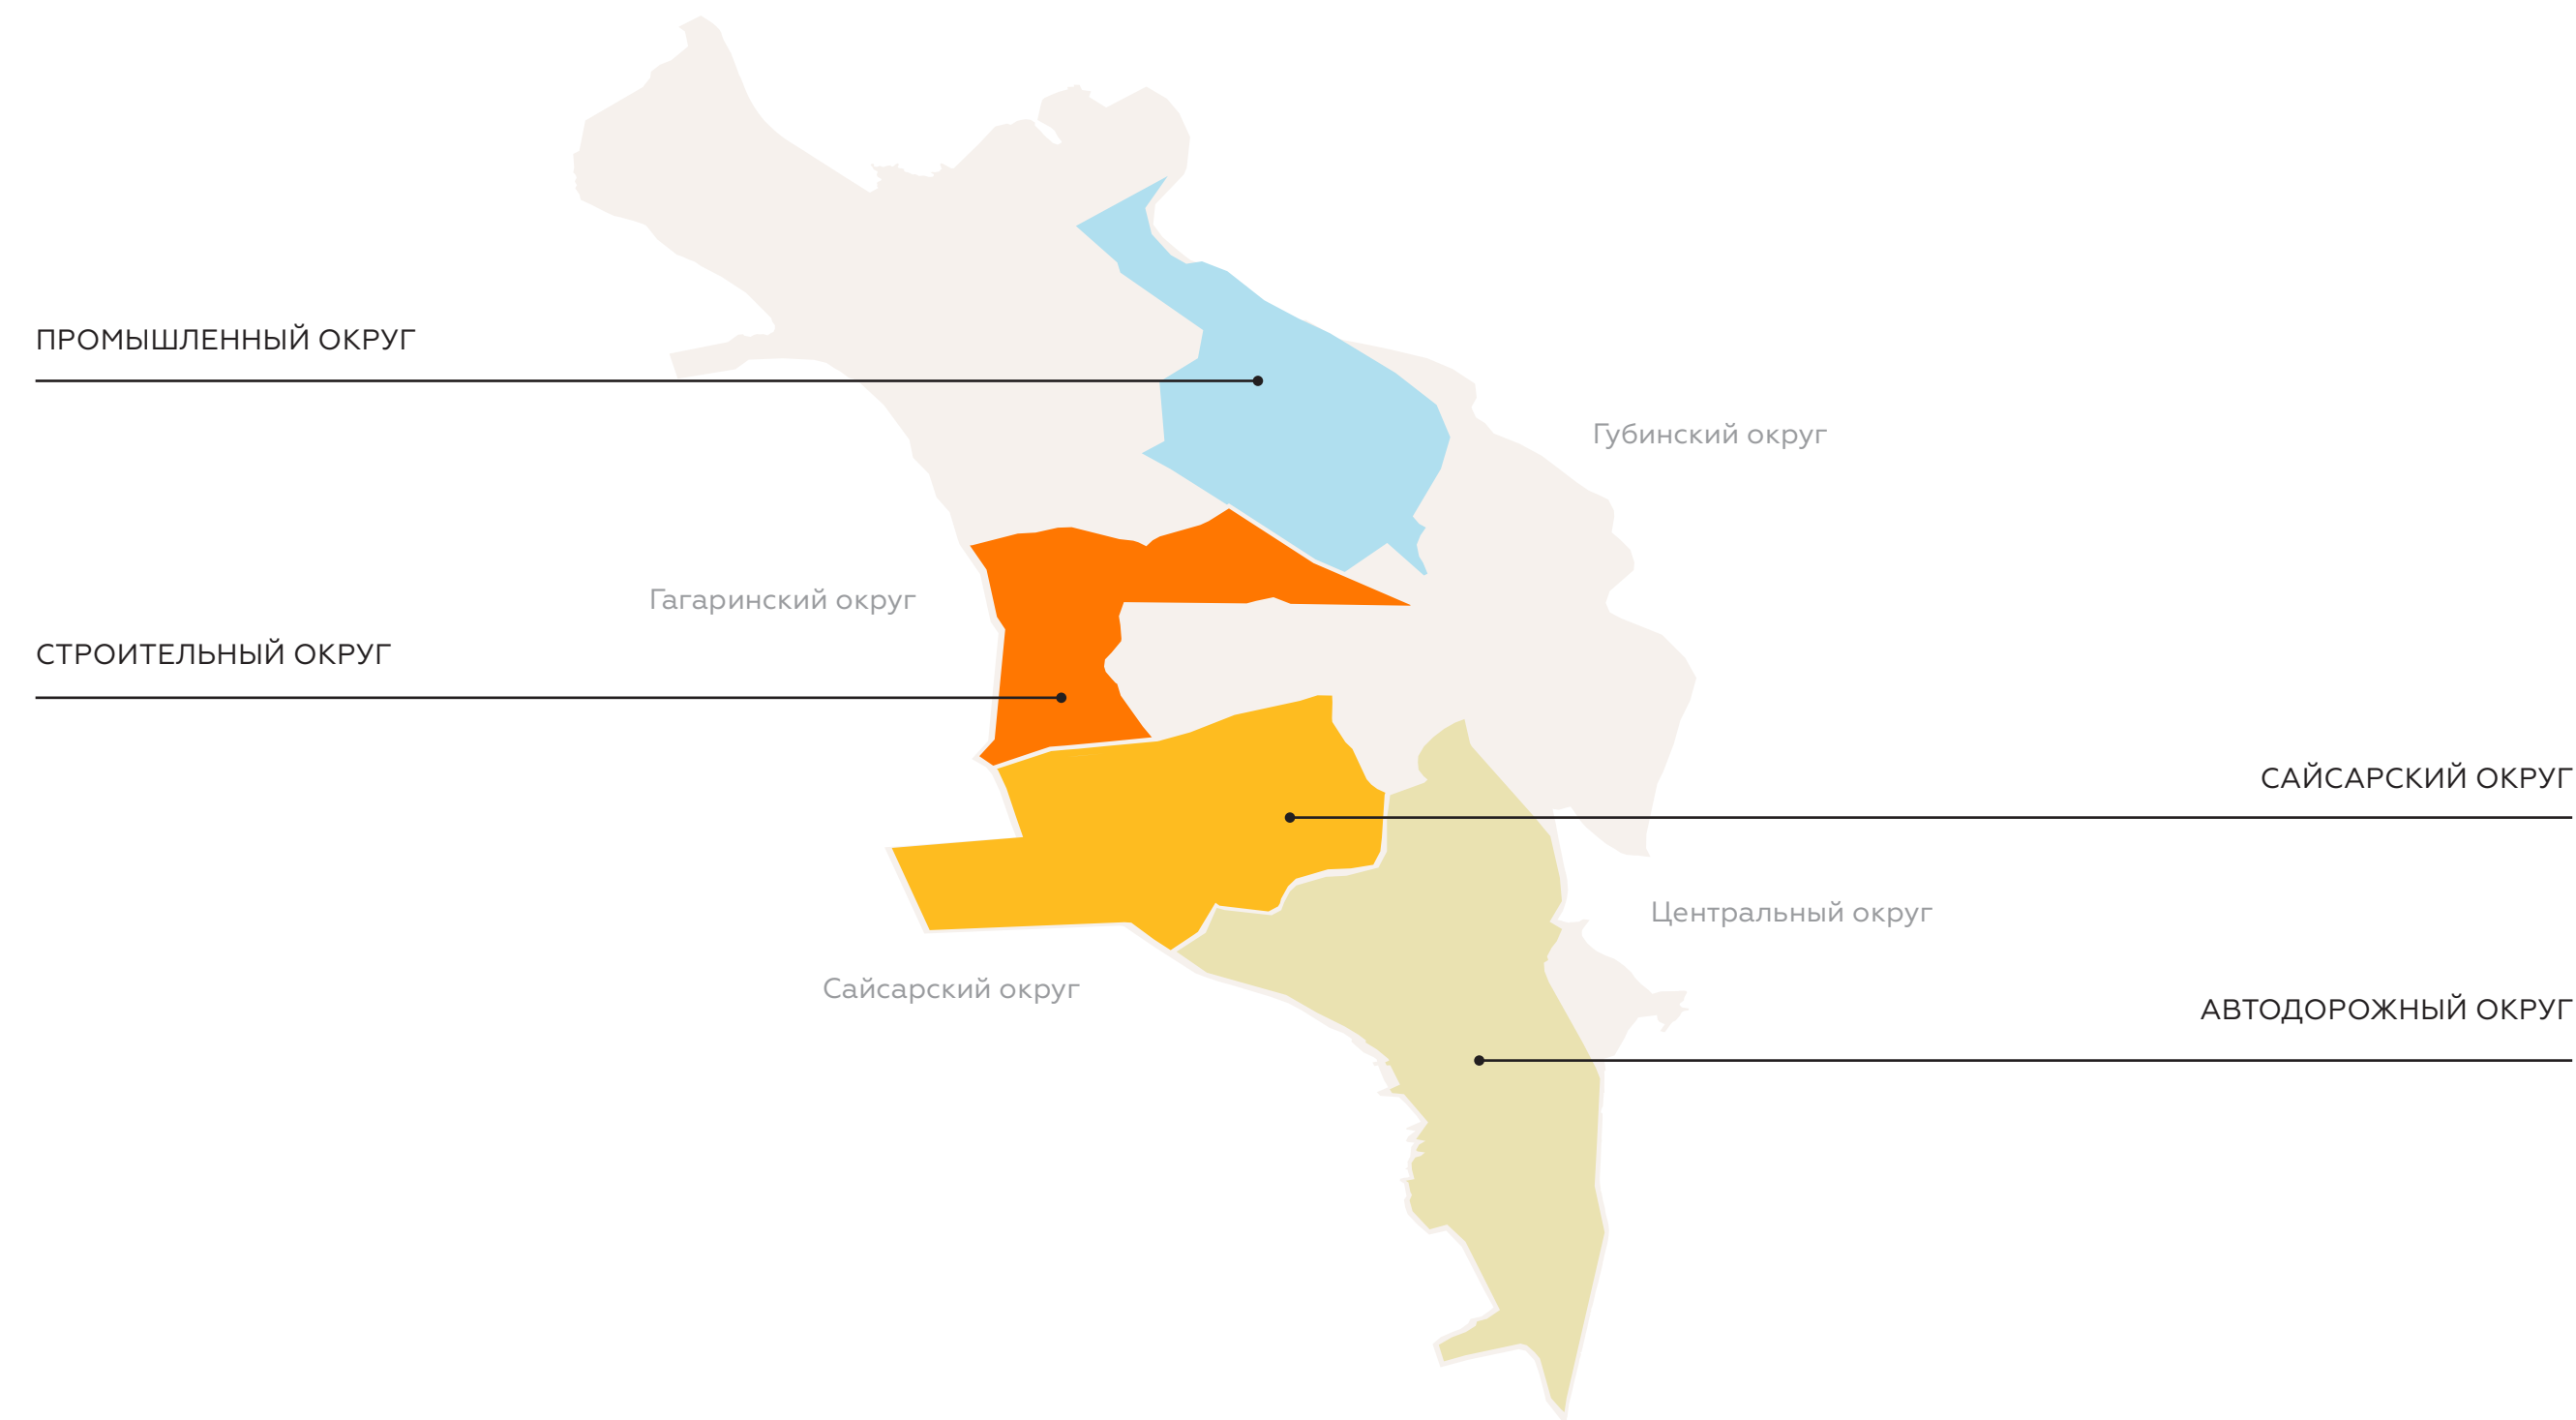 ПРОМЫШЛЕННЫЙ ОКРУГ
Губинский округ
Гагаринский округ
СТРОИТЕЛЬНЫЙ ОКРУГ
САЙСАРСКИЙ ОКРУГ
Центральный округ
Сайсарский округ
АВТОДОРОЖНЫЙ ОКРУГ